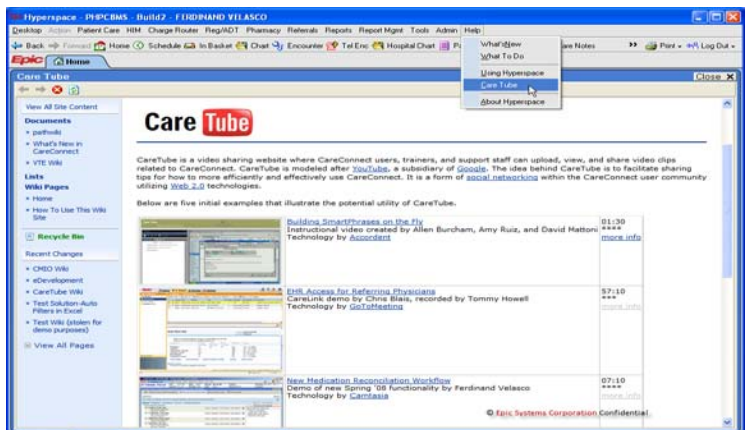 Hyperspace - PHPCBMS - Build2 - FERDINAND VELASCO
Desktop Action Patient Care HIM Charge Router Reg/ADT Pharmacy Referrals Reports Report Mgmt Tools Admin Help
Back Forward Home Schedule In Basket Chart Encounter Tel Enc Hospital Chart are Notes Print Log Out
What's New
What To Do
Using Hyperspace
Care Tube
About Hyperspace
Epic Home
Care Tube Close X
View All Site Content
Documents
pathwiki
What's New in
CareConnect
VTE Wiki
Lists
Wiki Pages
Home
How To Use This Wiki
Site
Recycle Bin
Recent Changes
CMIO Wiki
eDevelopment
CareTube Wiki
Test Solution-Auto
Filters in Excel
Test Wiki (stolen for
demo purposes)
View All Pages
Care Tube
CareTube is a video sharing website where CareConnect users, trainers, and support staff can upload, view, and share video clips
related to CareConnect. CareTube is modeled after YouTube, a subsidiary of Google. The idea behind CareTube is to facilitate sharing
tips for how to more efficiently and effectively use CareConnect. It is a form of social networking within the CareConnect user community
utilizing Web 2.0 technologies.
Below are five initial examples that illustrate the potential utility of CareTube.
Building SmartPhrases on the Fly 01:30
Instructional video created by Allen Burcham, Amy Ruiz, and David Mattoni ****
Technology by Accordent more info
EHR Access for Referring Physicians 57:10
CareLink demo by Chris Blais, recorded by Tommy Howell ***
Technology by GoToMeeting more info
New Medication Reconciliation Workflow 07:10
Demo of new Spring '08 functionality by Ferdinand Velasco ****
Technology by Camtasia more info
© Epic Systems Corporation Confidential